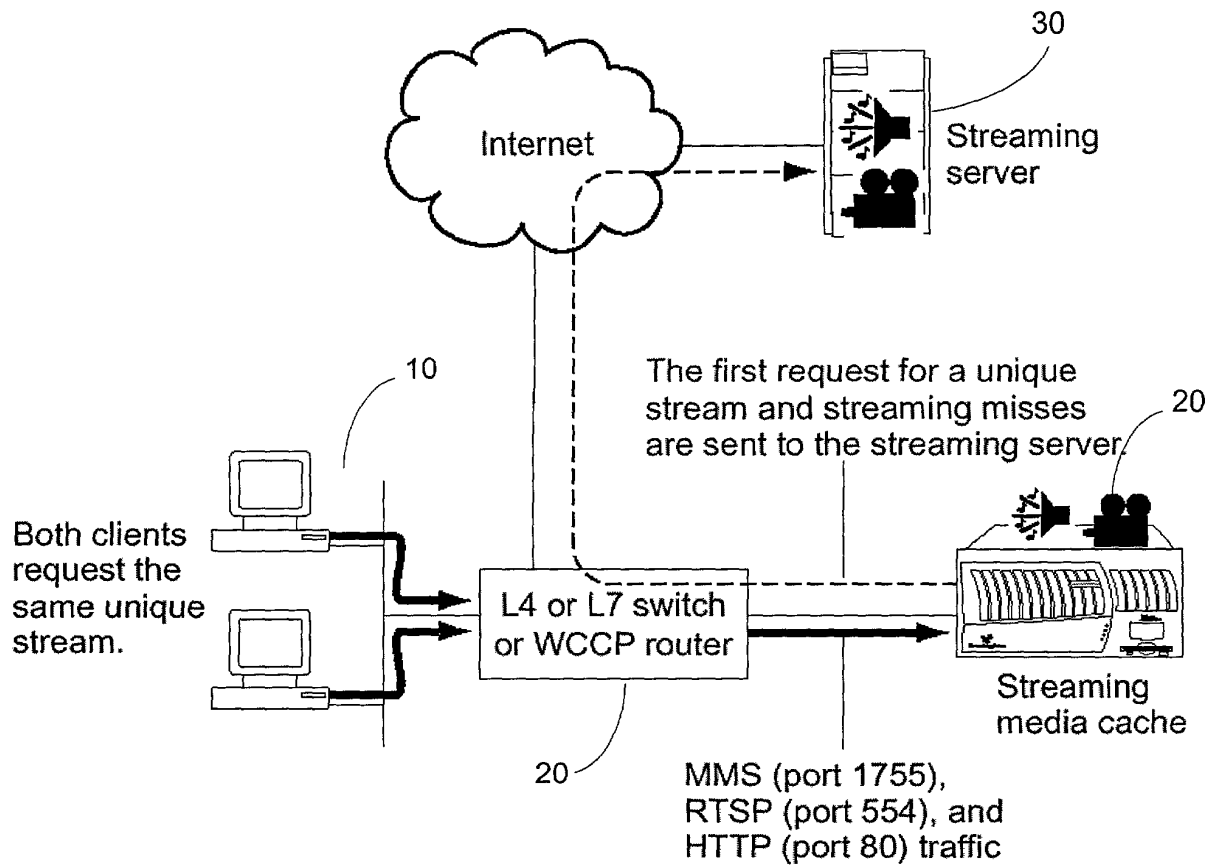 30
Internet
Streaming
server
10
The first request for a unique
stream and streaming misses
are sent to the streaming server.
20
Both clients
request the
same unique
stream.
L4 or L7 switch
or WCCP router
Streaming
media cache
20
MMS (port 1755),
RTSP (port 554), and
HTTP (port 80) traffic